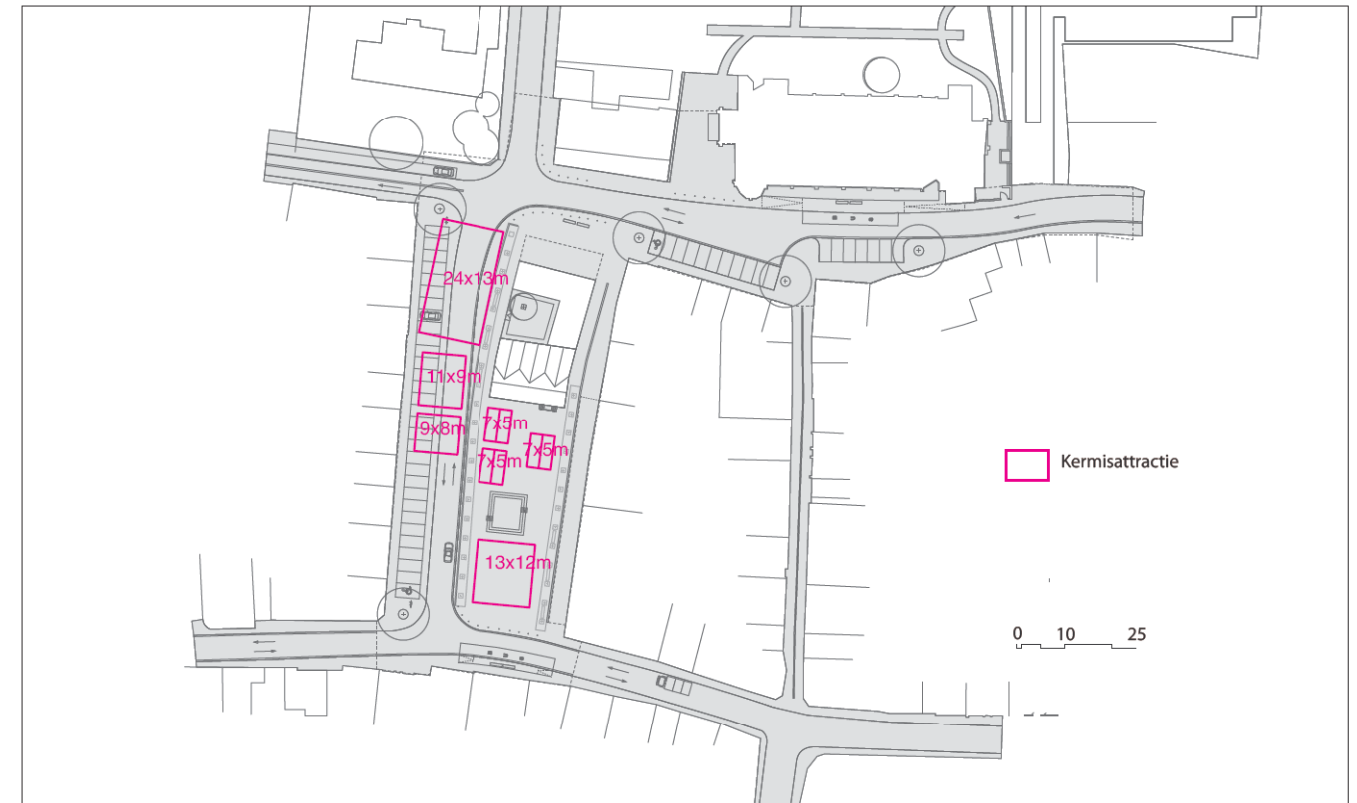 24x13m
11x9m
9x8m
7x5m
7x5m
7x5m
13x12m
Kermisattractie
0 10 25